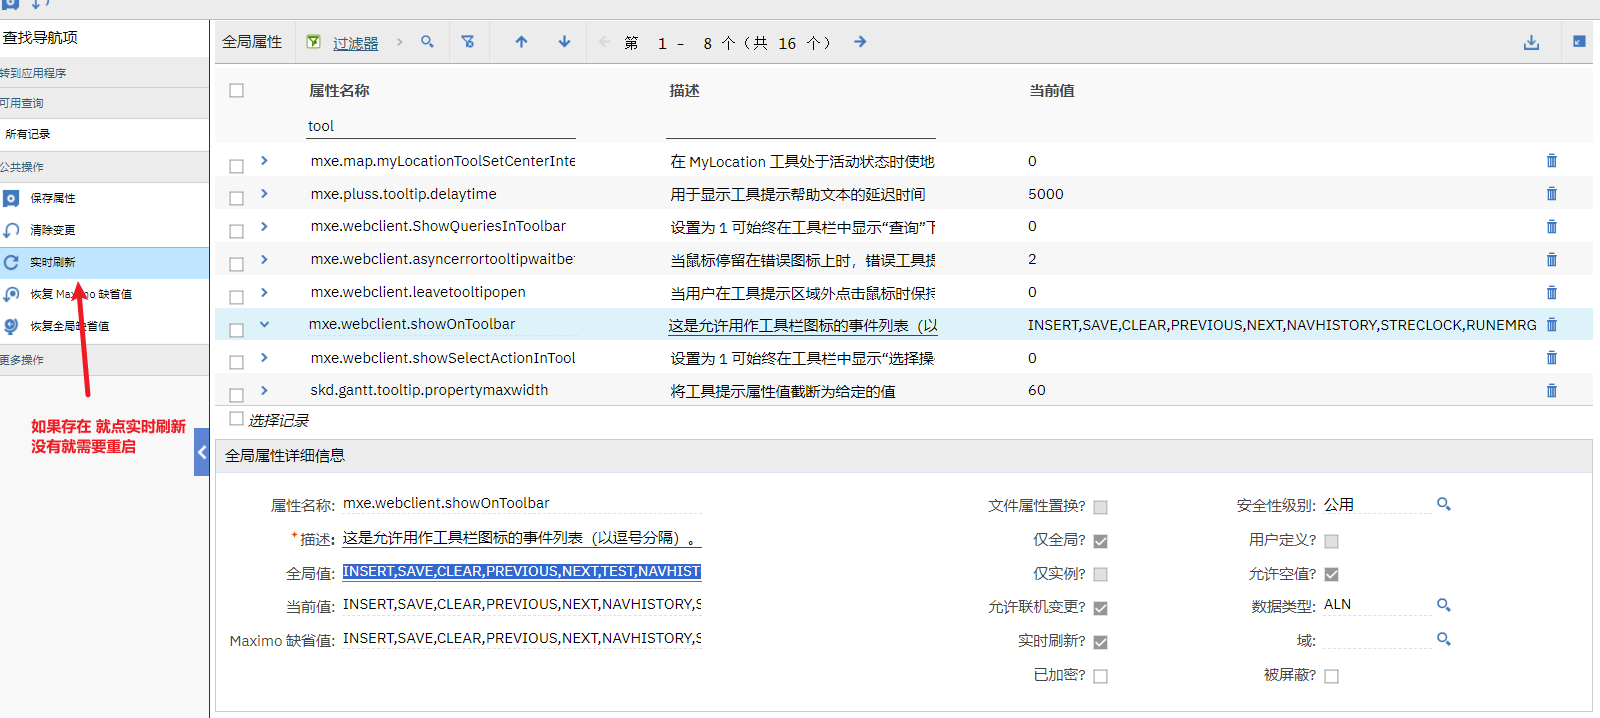 查找导航项
转到应用程序
可用查询
所有记录
公共操作
保存属性
清除变更
实时刷新
恢复 Maximo 缺省值
恢复全局缺省值
更多操作
如果存在 就点实时刷新
没有就需要重启
全局属性 过滤器 第 1 - 8 个（共 16 个）
属性名称 描述 当前值
tool
mxe.map.myLocationToolSetCenterInte 在 MyLocation 工具处于活动状态时使地 0
mxe.pluss.tooltip.delaytime 用于显示工具提示帮助文本的延迟时间 5000
mxe.webclient.ShowQueriesInToolbar 设置为 1 可始终在工具栏中显示“查询”下 0
mxe.webclient.asyncerrortooltipwaitbe 当鼠标停留在错误图标上时，错误工具提 2
mxe.webclient.leavetooltipopen 当用户在工具提示区域外点击鼠标时保持 0
mxe.webclient.showOnToolbar 这是允许用作工具栏图标的事件列表（以 INSERT,SAVE,CLEAR,PREVIOUS,NEXT,NAVHISTORY,STRECLOCK,RUNEMRG
mxe.webclient.showSelectActionInTool 设置为 1 可始终在工具栏中显示“选择操 0
skd.gantt.tooltip.propertymaxwidth 将工具提示属性值截断为给定的值 60
选择记录
全局属性详细信息
属性名称: mxe.webclient.showOnToolbar 文件属性置换? 安全性级别: 公用
*描述: 这是允许用作工具栏图标的事件列表（以逗号分隔）。 仅全局? 用户定义?
全局值: INSERT,SAVE,CLEAR,PREVIOUS,NEXT,TEST,NAVHIST 仅实例? 允许空值?
当前值: INSERT,SAVE,CLEAR,PREVIOUS,NEXT,NAVHISTORY,S 允许联机变更? 数据类型: ALN
Maximo 缺省值: INSERT,SAVE,CLEAR,PREVIOUS,NEXT,NAVHISTORY,S 实时刷新? 域:
已加密? 被屏蔽?